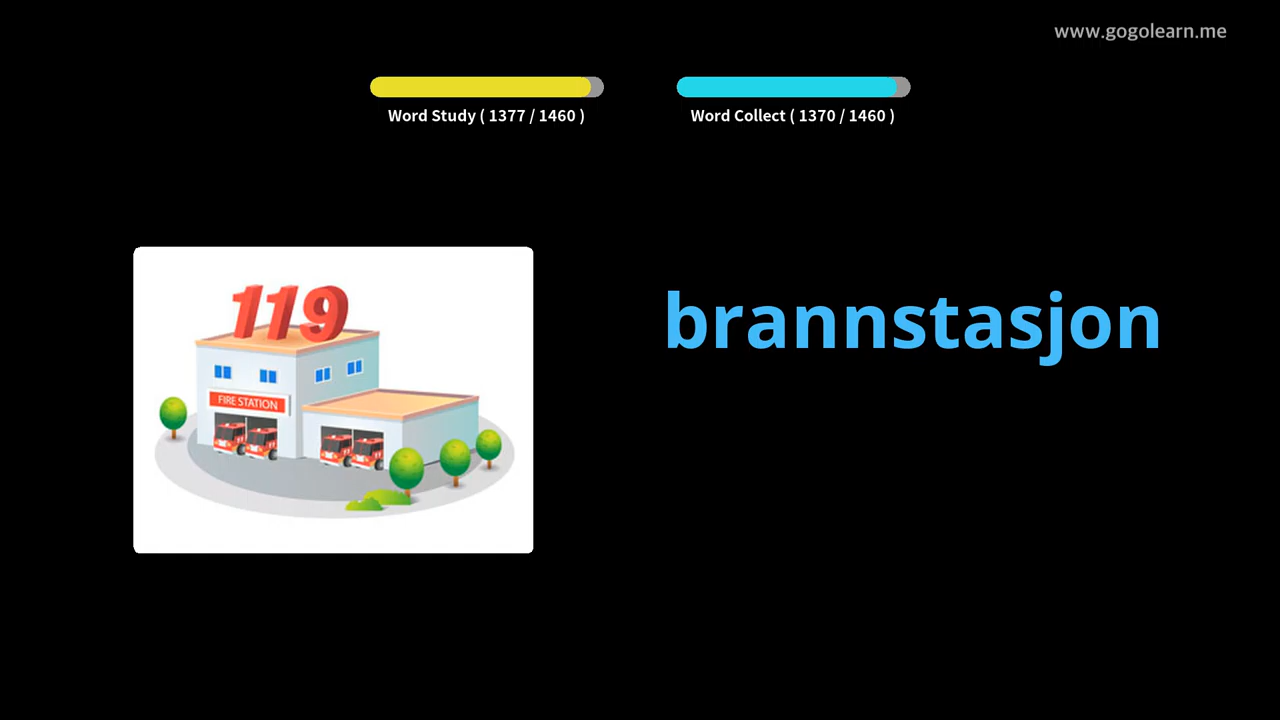 www.gogolearn.me
Word Study ( 1377 / 1460 )
Word Collect ( 1370 / 1460 )
119
FIRE STATION
brannstasjon